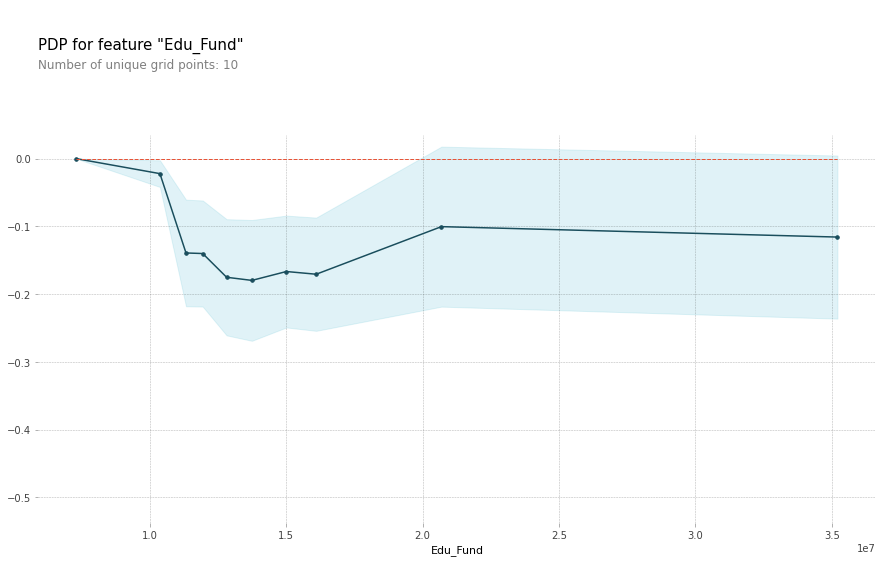 PDP for feature "Edu_Fund"
Number of unique grid points: 10
0.0
−0.1
−0.2
−0.3
−0.4
−0.5
1.0 1.5 2.0 2.5 3.0 3.5
1e7
Edu_Fund